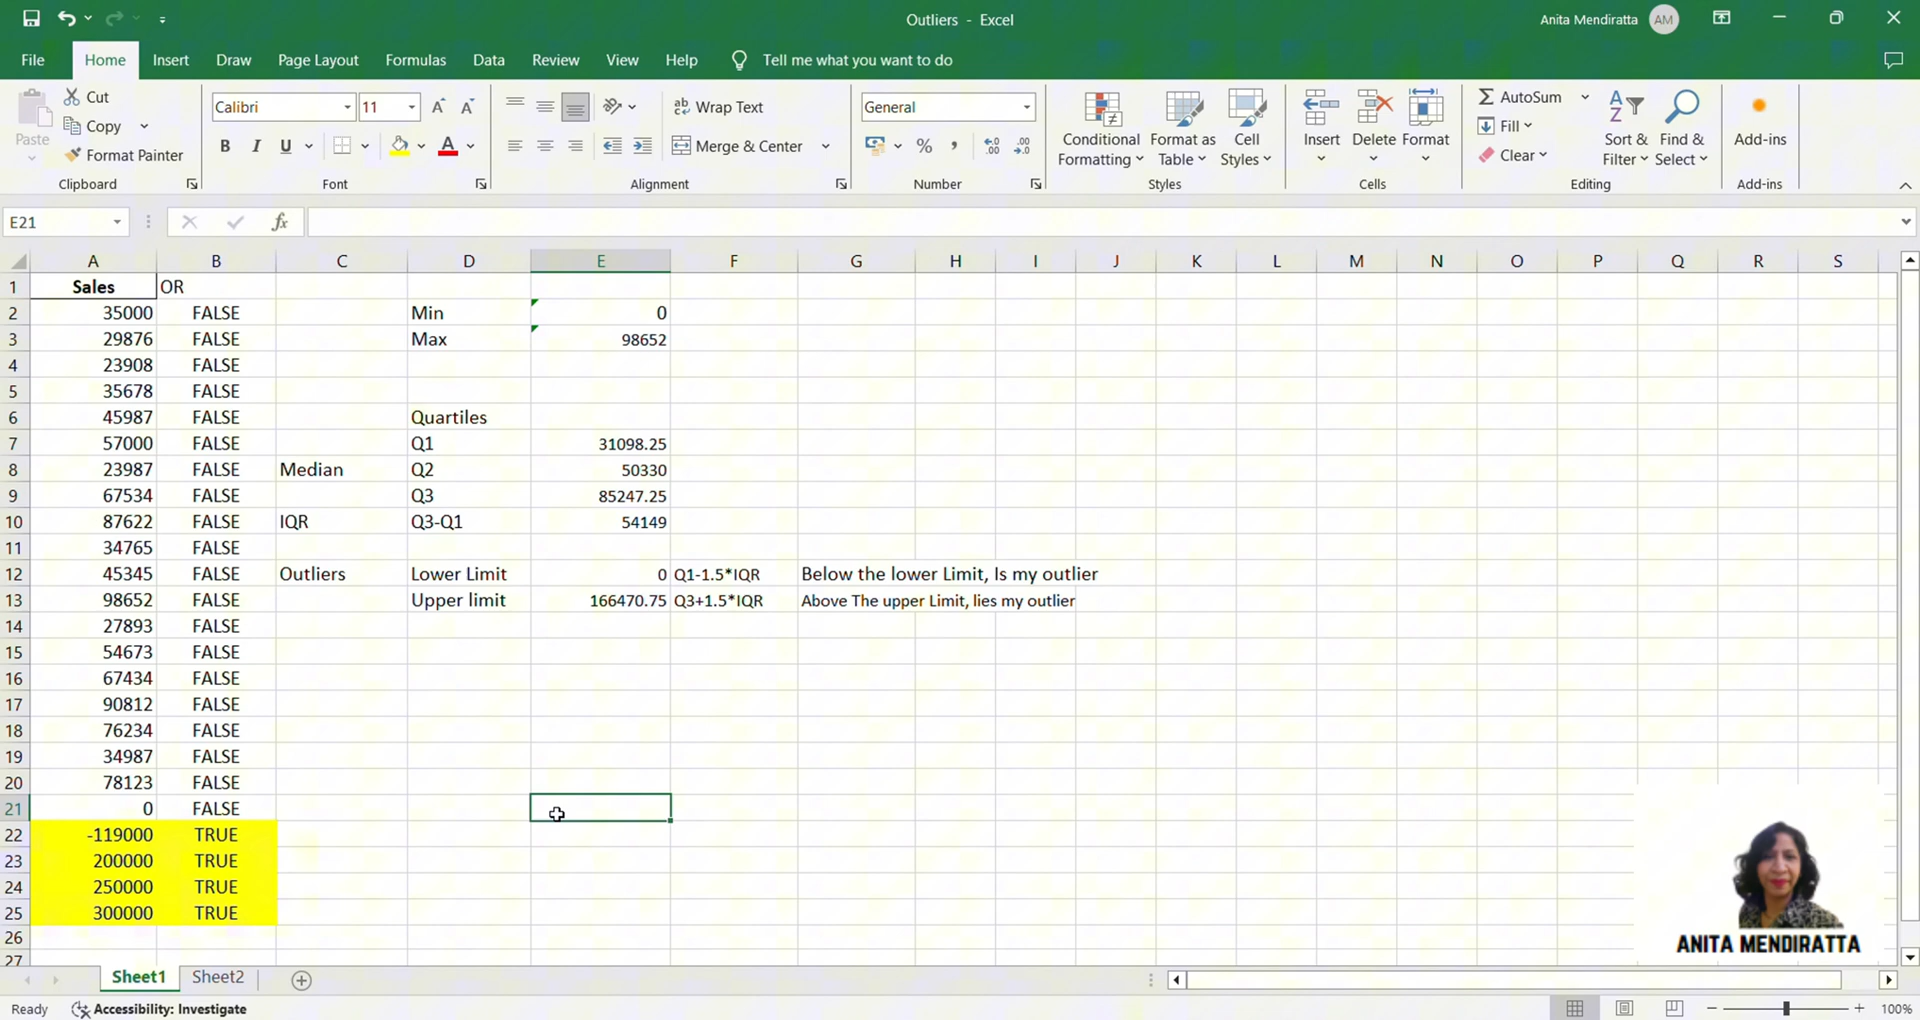 Outliers - Excel
Anita Mendiratta AM
File Home Insert Draw Page Layout Formulas Data Review View Help Tell me what you want to do
Paste
Cut
Copy
Format Painter
Clipboard
Calibri 11
B I U
Font
Wrap Text
Merge & Center
Alignment
General
Number
Conditional Formatting
Format as Table
Cell Styles
Styles
Insert Delete Format
Cells
AutoSum
Fill
Clear
Sort & Filter
Find & Select
Editing
Add-ins
Add-ins
E21 fx
A B C D E F G H I J K L M N O P Q R S
1 Sales OR
2 35000 FALSE Min 0
3 29876 FALSE Max 98652
4 23908 FALSE
5 35678 FALSE
6 45987 FALSE Quartiles
7 57000 FALSE Q1 31098.25
8 23987 FALSE Median Q2 50330
9 67534 FALSE Q3 85247.25
10 87622 FALSE IQR Q3-Q1 54149
11 34765 FALSE
12 45345 FALSE Outliers Lower Limit 0 Q1-1.5*IQR Below the lower Limit, Is my outlier
13 98652 FALSE Upper limit 166470.75 Q3+1.5*IQR Above The upper Limit, lies my outlier
14 27893 FALSE
15 54673 FALSE
16 67434 FALSE
17 90812 FALSE
18 76234 FALSE
19 34987 FALSE
20 78123 FALSE
21 0 FALSE
22 -119000 TRUE
23 200000 TRUE
24 250000 TRUE
25 300000 TRUE
26
27
ANITA MENDIRATTA
Sheet1 Sheet2
Ready Accessibility: Investigate 100%